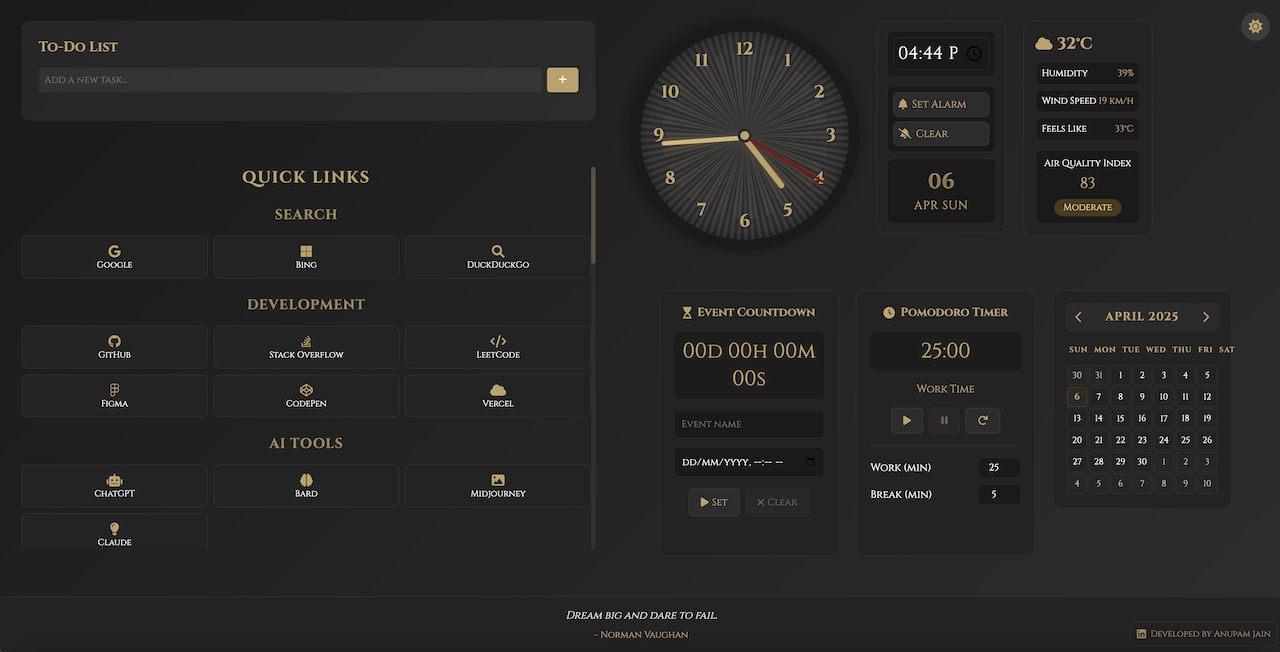 To-Do List
Add a new task...
+
Quick Links
Search
Google
Bing
DuckDuckGo
Development
GitHub
Stack Overflow
LeetCode
Figma
CodePen
Vercel
AI Tools
ChatGPT
Bard
Midjourney
Claude
12
1
2
3
4
5
6
7
8
9
10
11
04:44 P
Set Alarm
Clear
06
APR SUN
32°C
Humidity 39%
Wind Speed 19 km/h
Feels Like 33°C
Air Quality Index
83
Moderate
Event Countdown
00d 00h 00m
00s
Event name
dd/mm/yyyy, --:-- --
Set
Clear
Pomodoro Timer
25:00
Work Time
Work (min) 25
Break (min) 5
April 2025
Sun Mon Tue Wed Thu Fri Sat
30 31 1 2 3 4 5
6 7 8 9 10 11 12
13 14 15 16 17 18 19
20 21 22 23 24 25 26
27 28 29 30 1 2 3
4 5 6 7 8 9 10
Dream big and dare to fail.
- Norman Vaughan
Developed by Anupam Jain